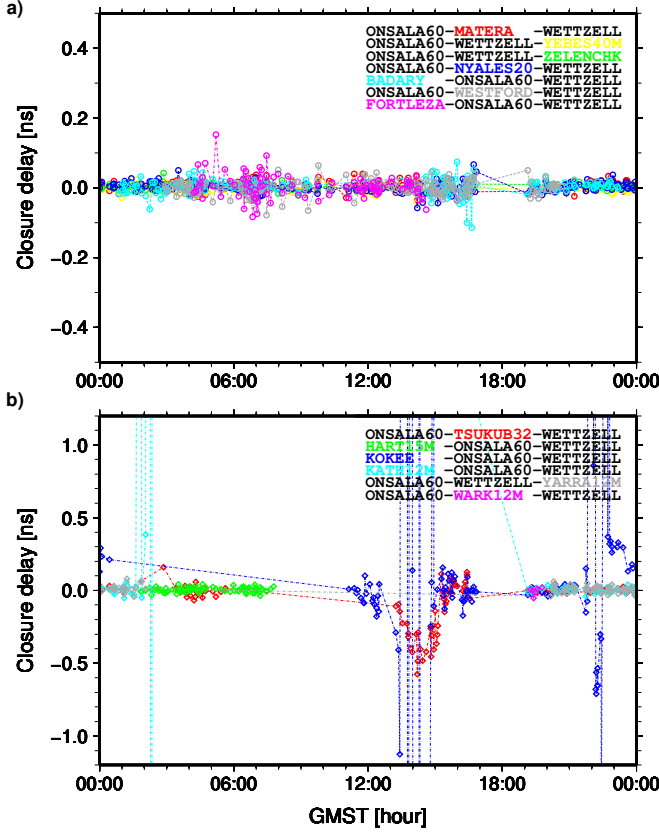 a)
0.4
0.2
0.0
−0.2
−0.4
Closure delay [ns]
ONSALA60-MATERA  -WETTZELL
ONSALA60-WETTZELL-YEBES40M
ONSALA60-WETTZELL-ZELENCHK
ONSALA60-NYALES20-WETTZELL
BADARY  -ONSALA60-WETTZELL
ONSALA60-WESTFORD-WETTZELL
FORTLEZA-ONSALA60-WETTZELL
00:00 06:00 12:00 18:00 00:00
b)
1.0
0.5
0.0
−0.5
−1.0
Closure delay [ns]
ONSALA60-TSUKUB32-WETTZELL
HART15M -ONSALA60-WETTZELL
KOKEE   -ONSALA60-WETTZELL
KATH12M -ONSALA60-WETTZELL
ONSALA60-WETTZELL-YARRA12M
ONSALA60-WARK12M -WETTZELL
00:00 06:00 12:00 18:00 00:00
GMST [hour]